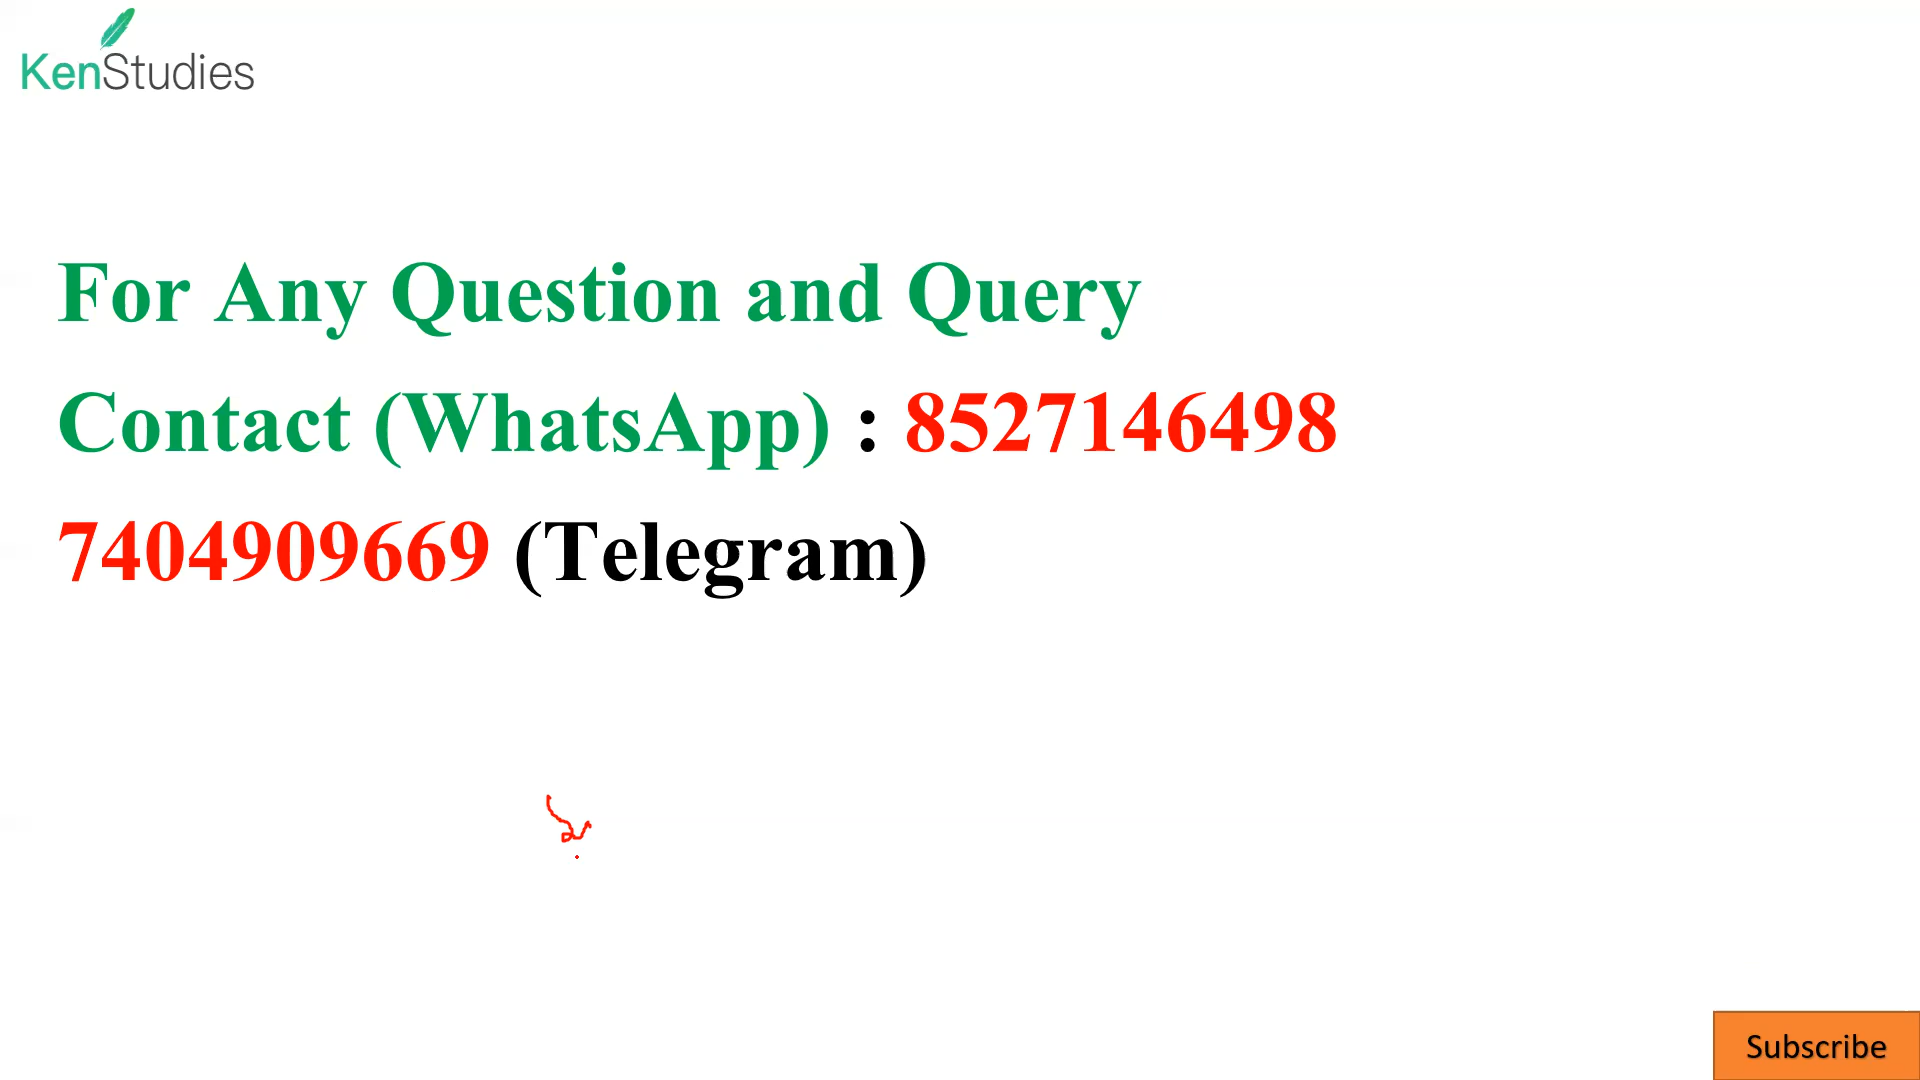 KenStudies
For Any Question and Query
Contact (WhatsApp) : 8527146498
7404909669 (Telegram)
Subscribe